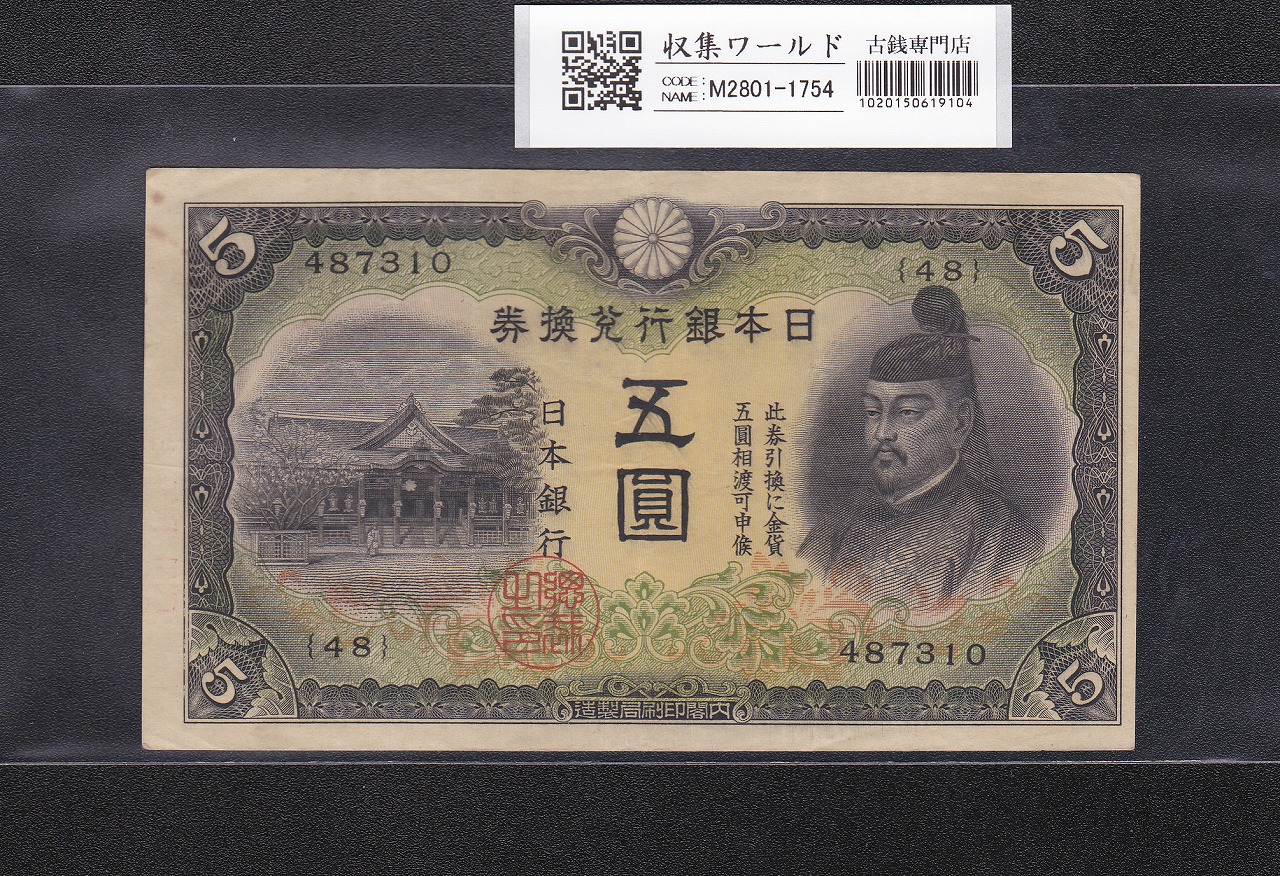 収集ワールド
古銭専門店
CODE:
NAME:
M2801-1754
1020150619104
5
5
487310
{48}
日本銀行兌換券
五圓
此券引換に金貨
五圓相渡可申候
日本銀行
{48}
487310
5
5
内閣印刷局製造